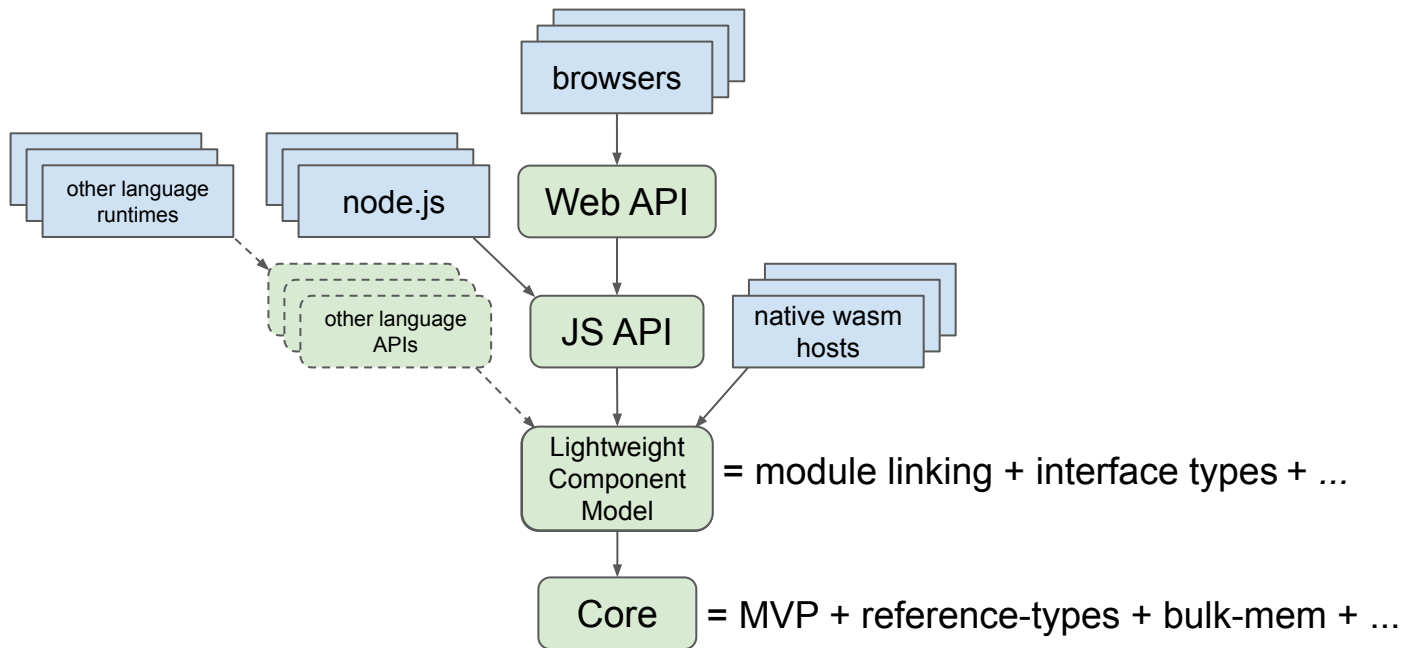 browsers
other language
runtimes
node.js
Web API
other language
APIs
JS API
native wasm
hosts
Lightweight
Component
Model
= module linking + interface types + ...
Core
= MVP + reference-types + bulk-mem + ...